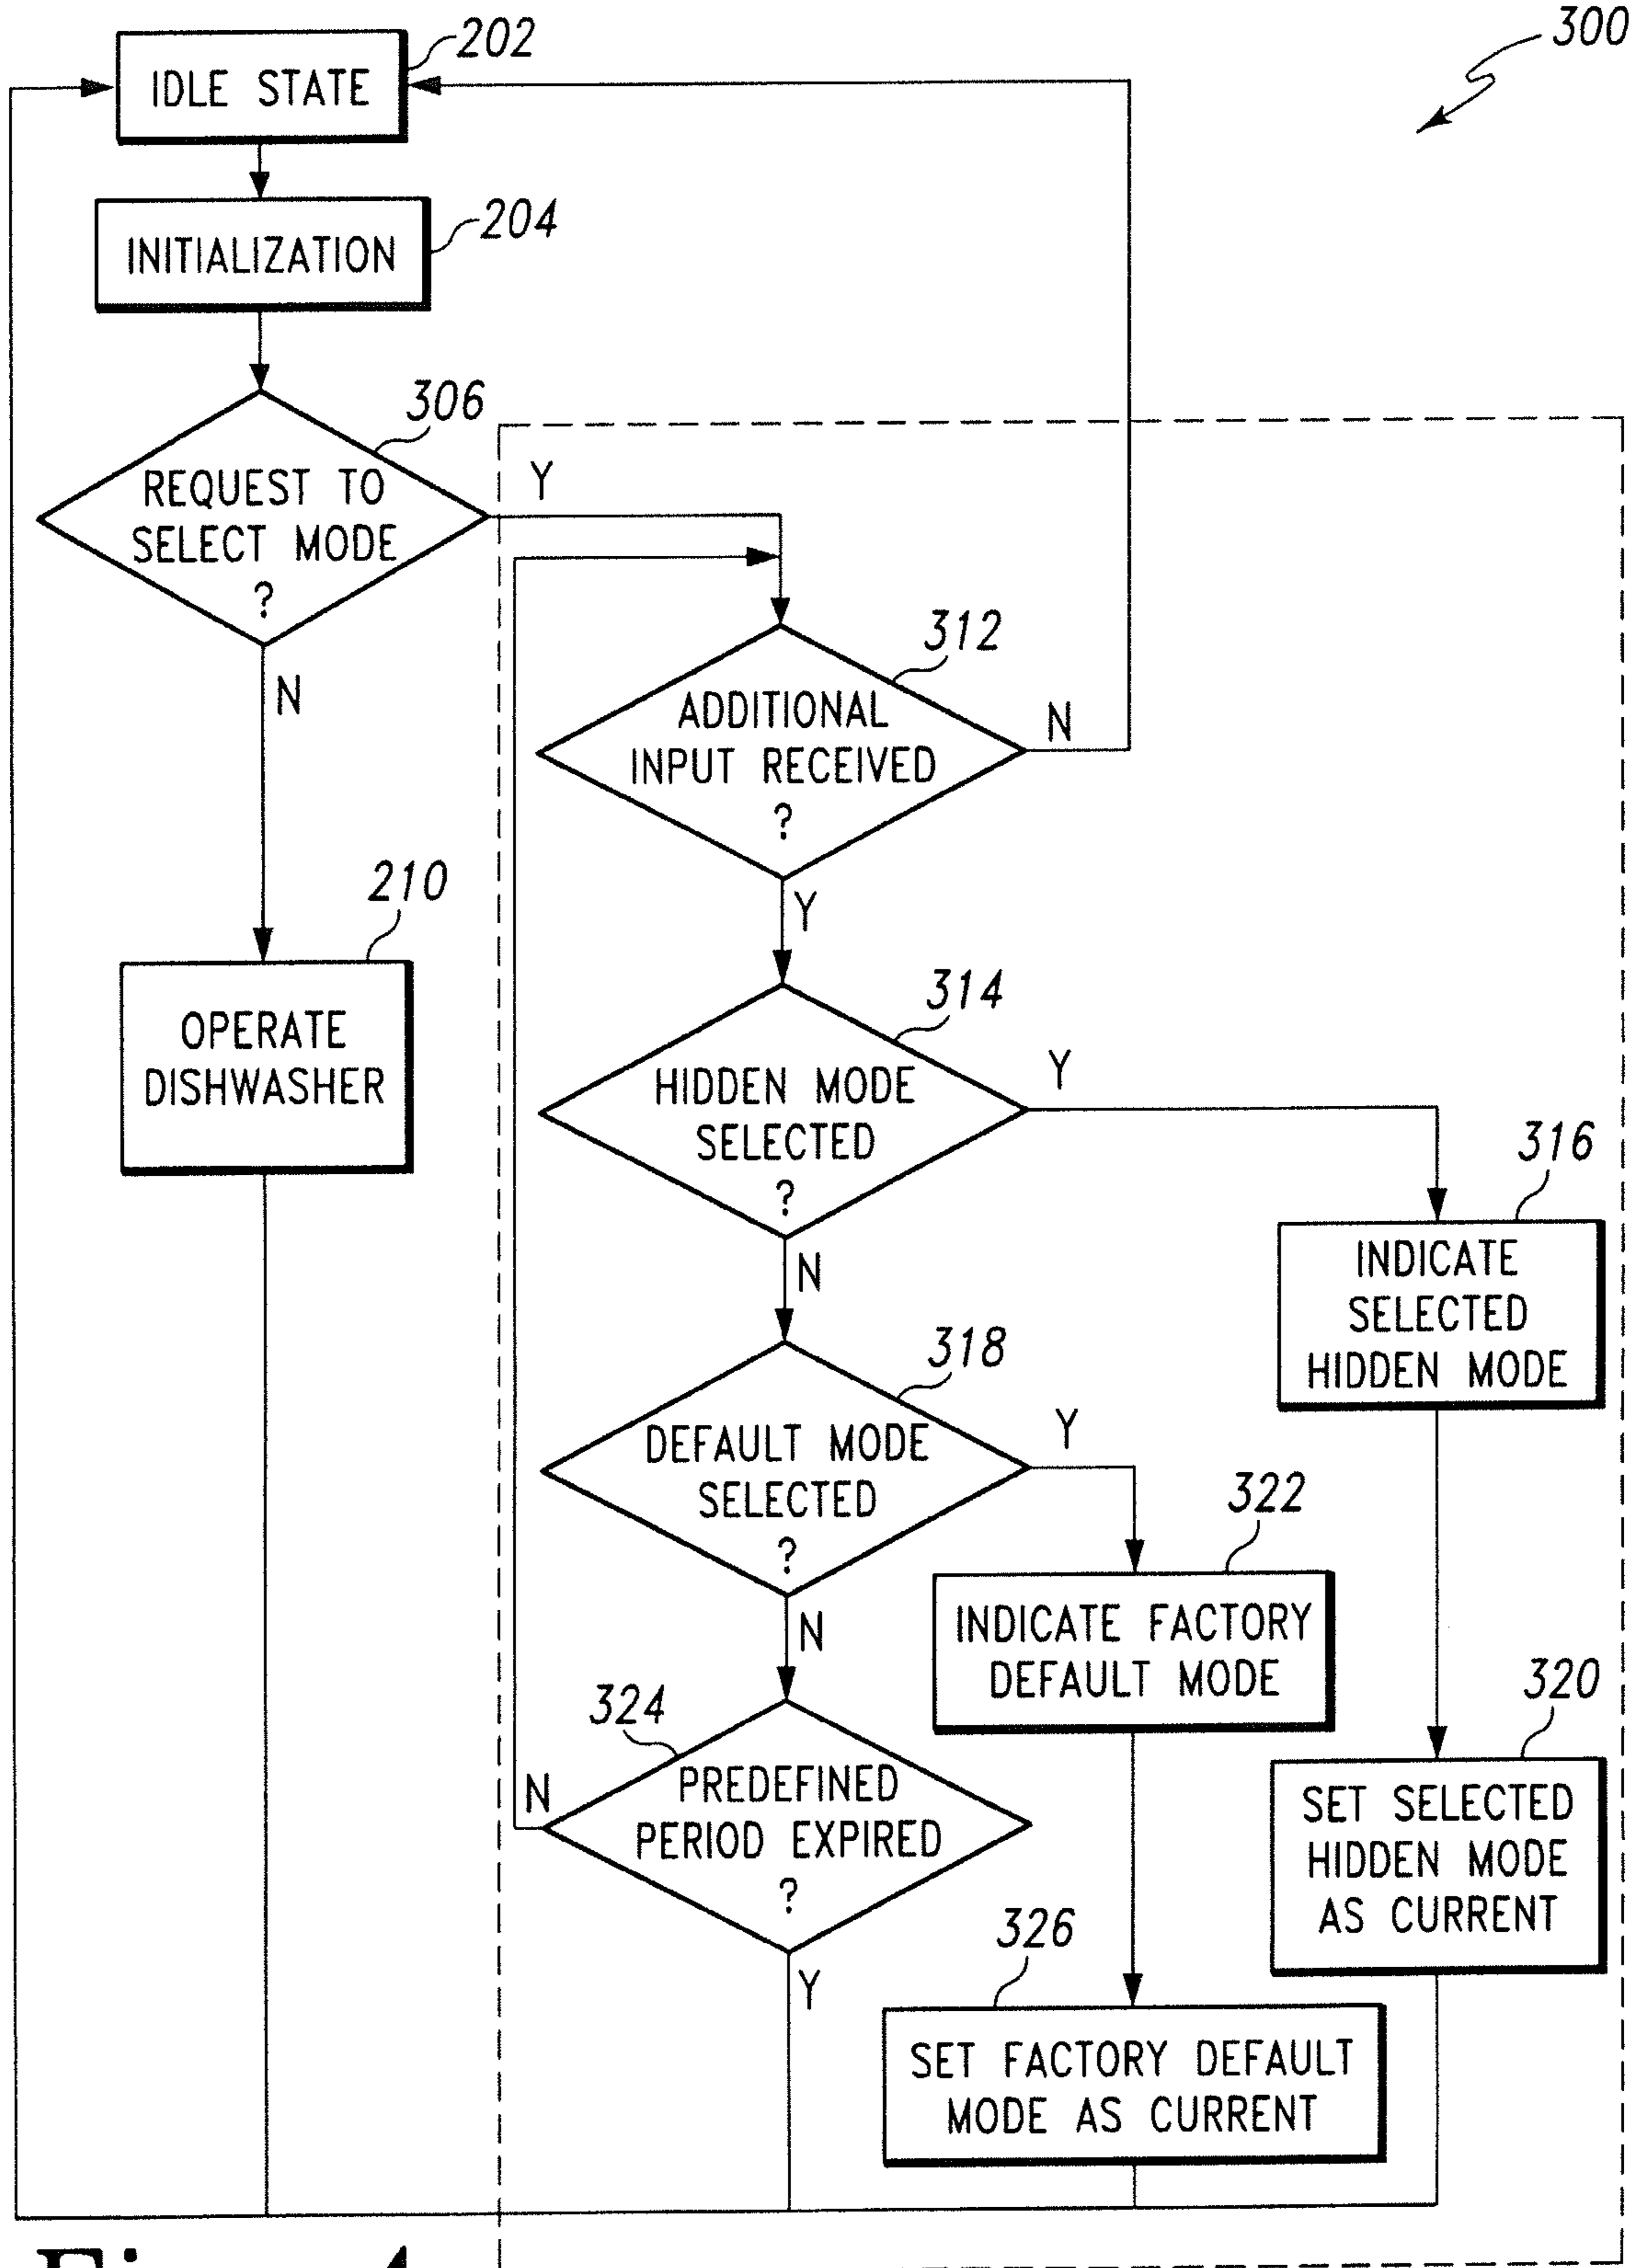 300
202
IDLE STATE
204
INITIALIZATION
306
REQUEST TO
SELECT MODE
?
Y
N
312
ADDITIONAL
INPUT RECEIVED
?
N
Y
210
OPERATE
DISHWASHER
314
HIDDEN MODE
SELECTED
?
Y
N
316
INDICATE
SELECTED
HIDDEN MODE
318
DEFAULT MODE
SELECTED
?
Y
N
322
INDICATE FACTORY
DEFAULT MODE
320
SET SELECTED
HIDDEN MODE
AS CURRENT
324
PREDEFINED
PERIOD EXPIRED
?
N
Y
326
SET FACTORY DEFAULT
MODE AS CURRENT